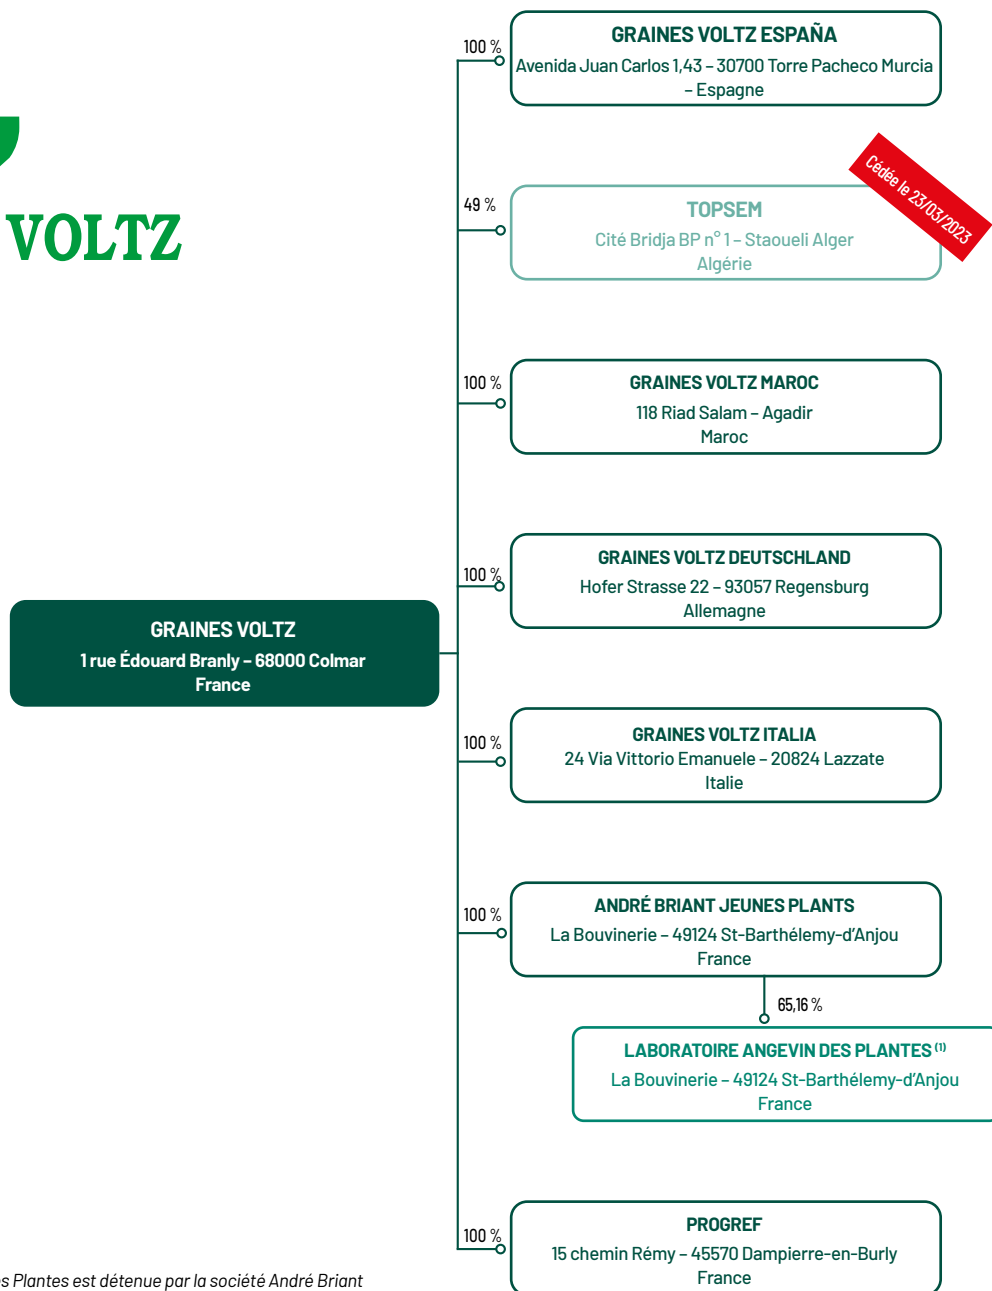 100 %
GRAINES VOLTZ ESPAÑA
Avenida Juan Carlos 1,43 – 30700 Torre Pacheco Murcia
– Espagne
Cédée le 23/03/2023
VOLTZ
49 %
TOPSEM
Cité Bridja BP n° 1 – Staoueli Alger
Algérie
100 %
GRAINES VOLTZ MAROC
118 Riad Salam – Agadir
Maroc
100 %
GRAINES VOLTZ DEUTSCHLAND
Hofer Strasse 22 – 93057 Regensburg
Allemagne
GRAINES VOLTZ
1 rue Édouard Branly – 68000 Colmar
France
100 %
GRAINES VOLTZ ITALIA
24 Via Vittorio Emanuele – 20824 Lazzate
Italie
100 %
ANDRÉ BRIANT JEUNES PLANTS
La Bouvinerie – 49124 St-Barthélemy-d'Anjou
France
65,16 %
LABORATOIRE ANGEVIN DES PLANTES (1)
La Bouvinerie – 49124 St-Barthélemy-d'Anjou
France
100 %
PROGREF
15 chemin Rémy – 45570 Dampierre-en-Burly
France
Plantes est détenue par la société André Briant